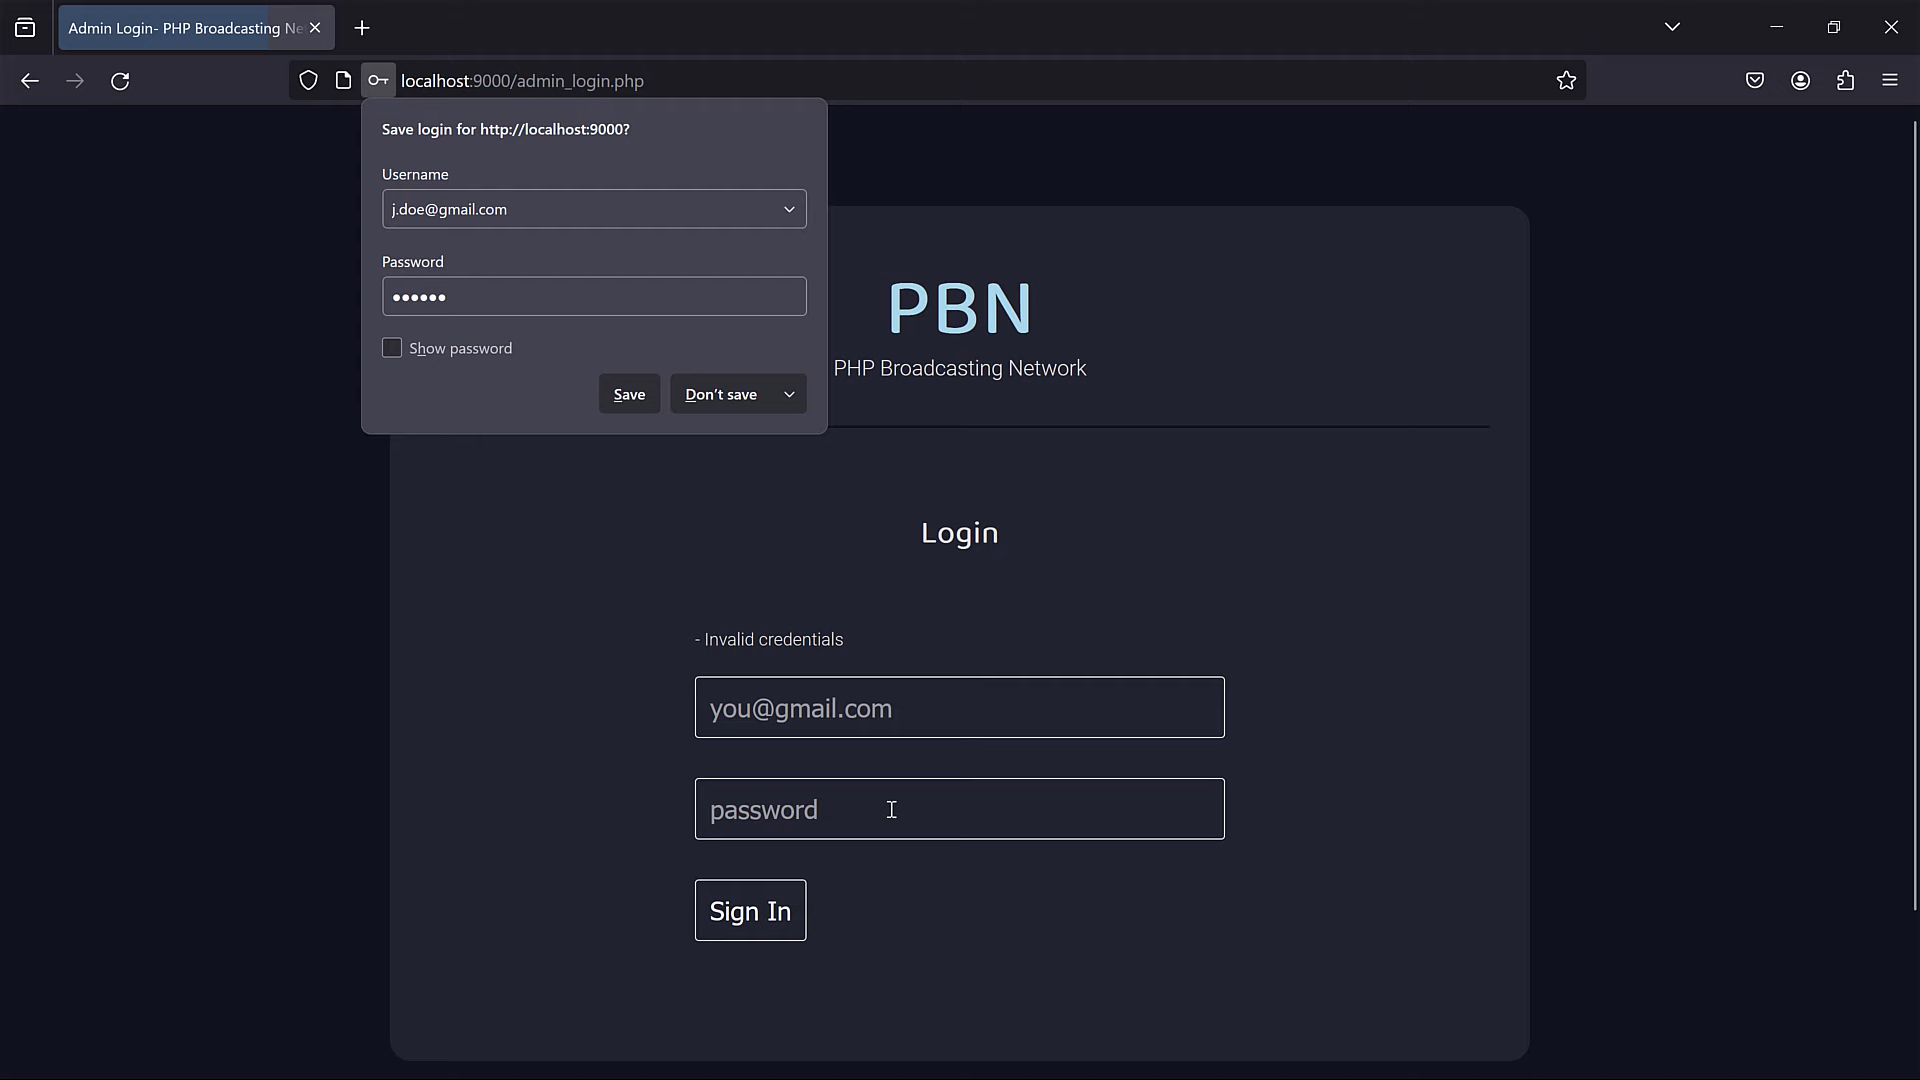 Admin Login- PHP Broadcasting Ne
localhost:9000/admin_login.php
Save login for http://localhost:9000?
Username
j.doe@gmail.com
Password
••••••
Show password
Save
Don't save
PBN
PHP Broadcasting Network
Login
- Invalid credentials
you@gmail.com
password
Sign In